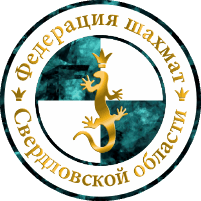 Федерация шахмат
Свердловской области